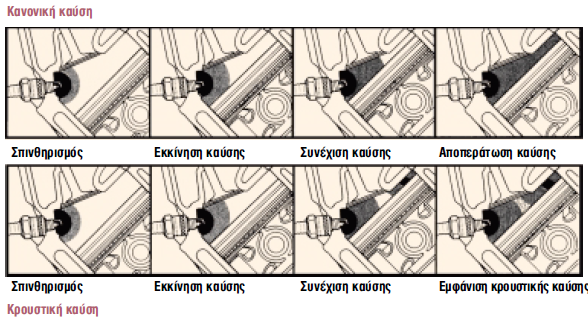 Κανονική καύση
Σπινθηρισμός Εκκίνηση καύσης Συνέχιση καύσης Αποπεράτωση καύσης
Σπινθηρισμός Εκκίνηση καύσης Συνέχιση καύσης Εμφάνιση κρουστικής καύσης
Κρουστική καύση